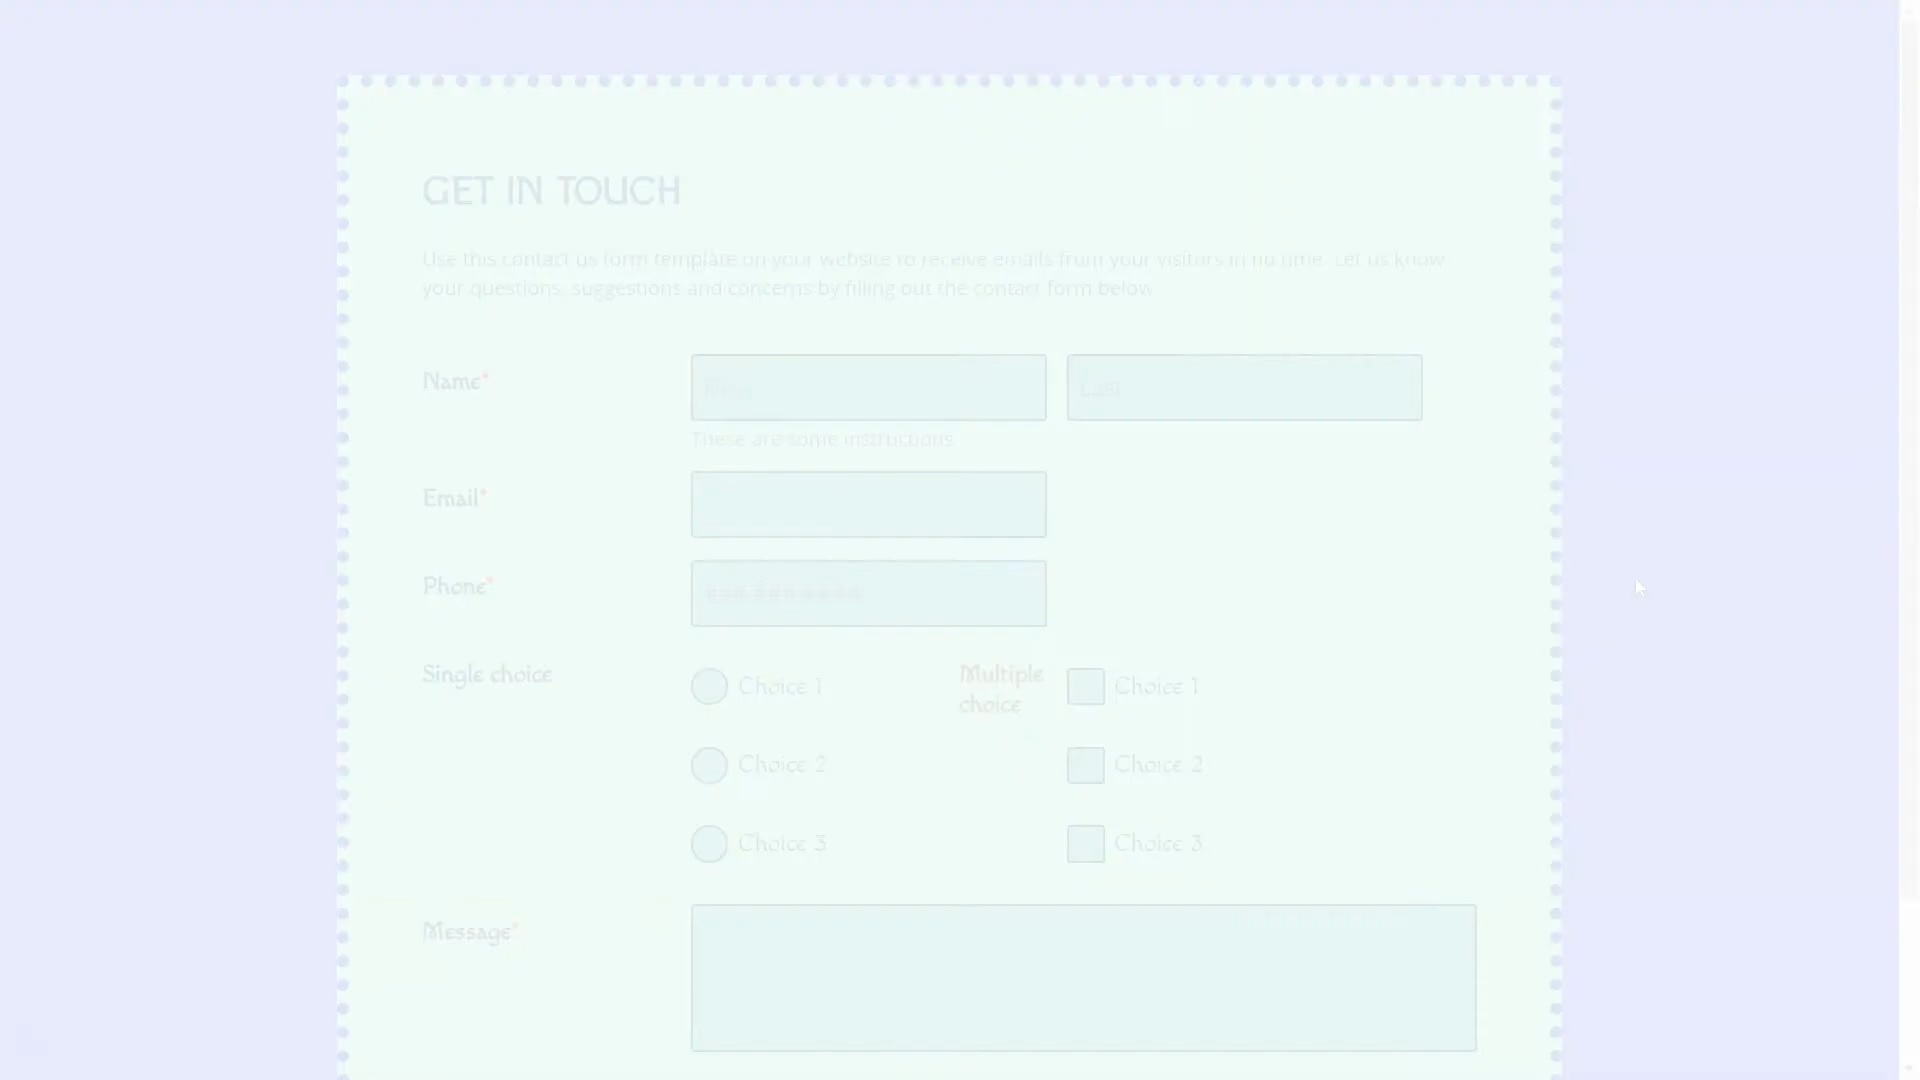 GET IN TOUCH
Use this contact us form template on your website to receive emails from your visitors in no time. Let us know
your questions, suggestions and concerns by filling out the contact form below.
Name*
First
Last
These are some instructions
Email*
Phone*
###-###-####
Single choice
Choice 1
Choice 2
Choice 3
Multiple
choice
Choice 1
Choice 2
Choice 3
Message*